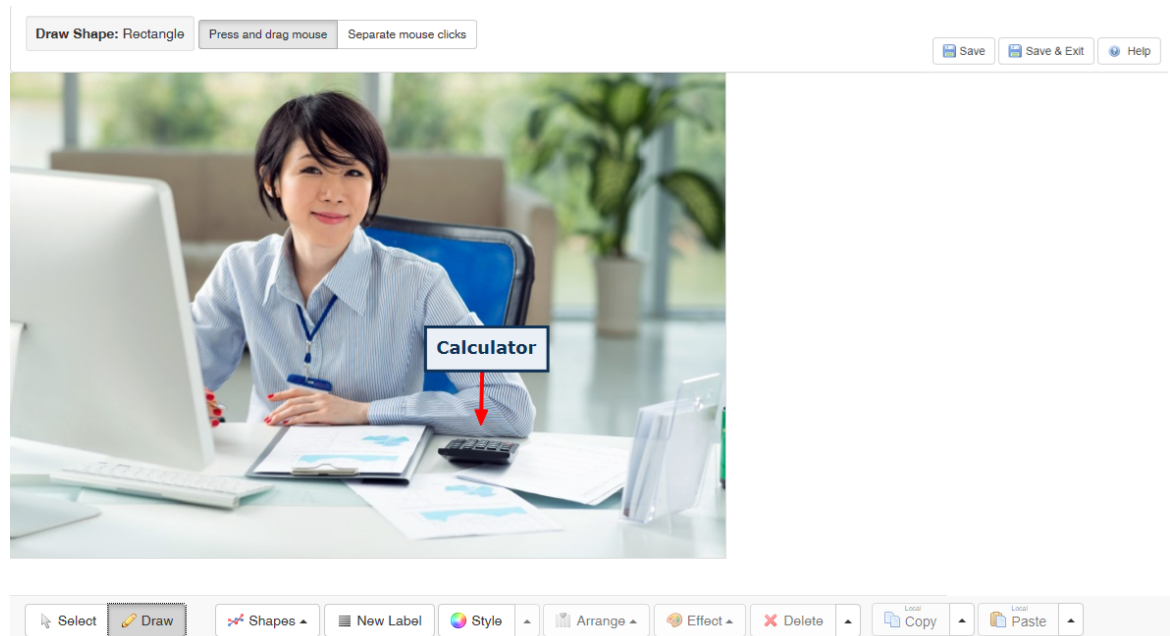 Draw Shape: Rectangle Press and drag mouse Separate mouse clicks
Save Save & Exit Help
Calculator
Local Local
Select Draw Shapes New Label Style Arrange Effect Delete Copy Paste